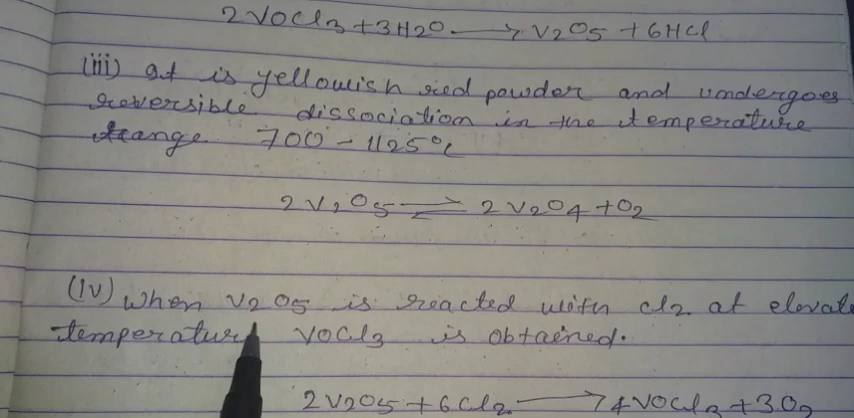 2VOCl3 + 3H2O → V2O5 + 6HCl
(iii) It is yellowish red powder and undergoes
reversible dissociation in the temperature
range 700 - 1125°C
2V2O5 ⇌ 2V2O4 + O2
(iv) When V2O5 is reacted with Cl2 at elevate
temperature VOCl3 is obtained.
2V2O5 + 6Cl2 → 4VOCl3 + 3O2